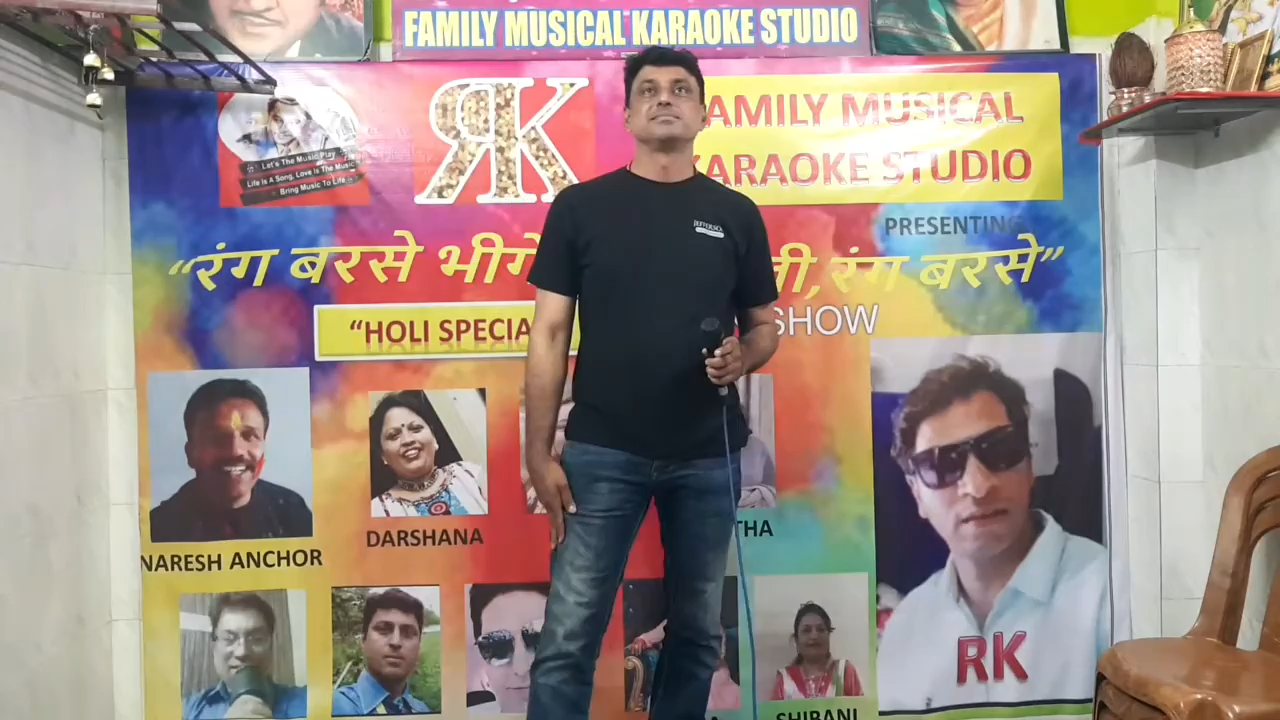 FAMILY MUSICAL KARAOKE STUDIO
Let's The Music Play
Life Is A Song, Love Is The Music
Bring Music To Life
RK
FAMILY MUSICAL
KARAOKE STUDIO
PRESENTING
“रंग बरसे भीगे ली,रंग बरसे”
“HOLI SPECIA SHOW
NARESH ANCHOR
DARSHANA
THA
RK
SHIBANI